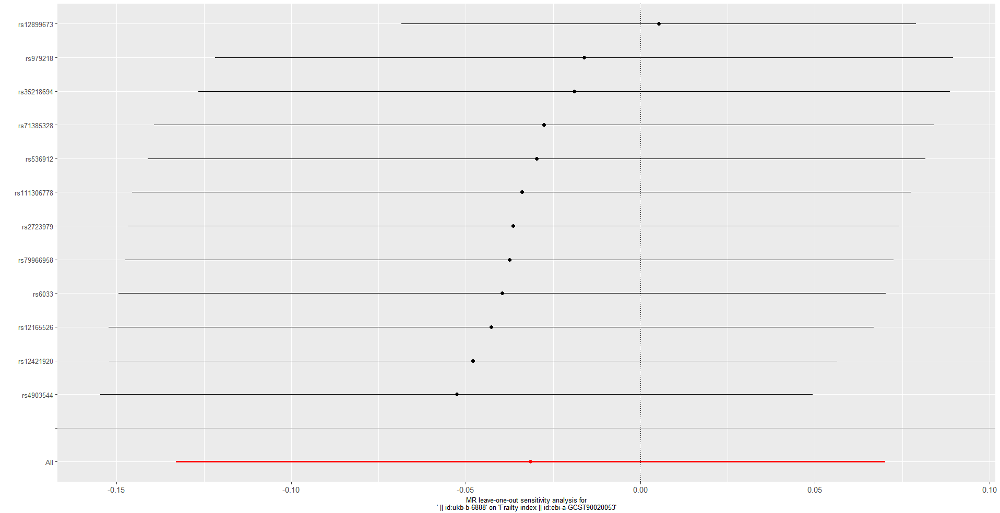 rs12899673
rs979218
rs35218694
rs71385328
rs536912
rs111306778
rs2723979
rs79966958
rs6033
rs12165526
rs12421920
rs4903544
All
-0.15 -0.10 -0.05 0.00 0.05 0.10
MR leave-one-out sensitivity analysis for
' || id:ukb-b-6888' on 'Frailty index || id:ebi-a-GCST90020053'